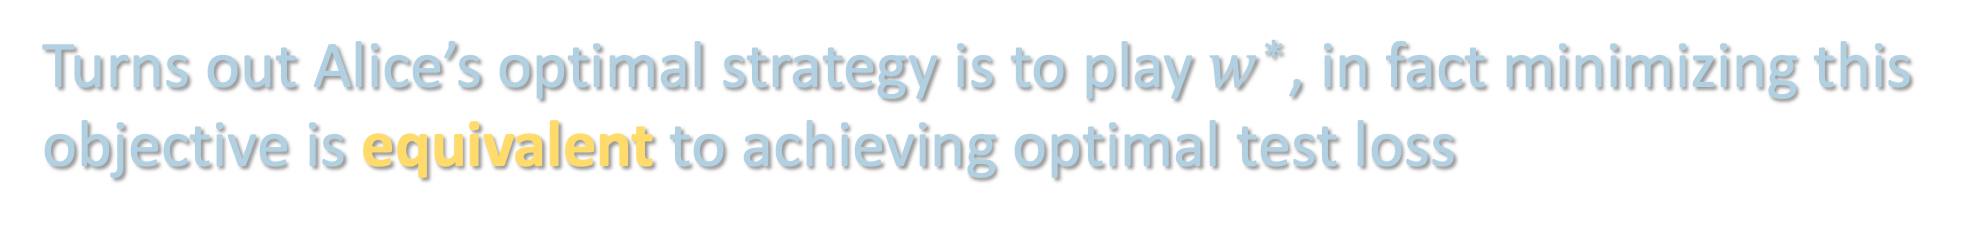 Turns out Alice’s optimal strategy is to play w*, in fact minimizing this
objective is equivalent to achieving optimal test loss